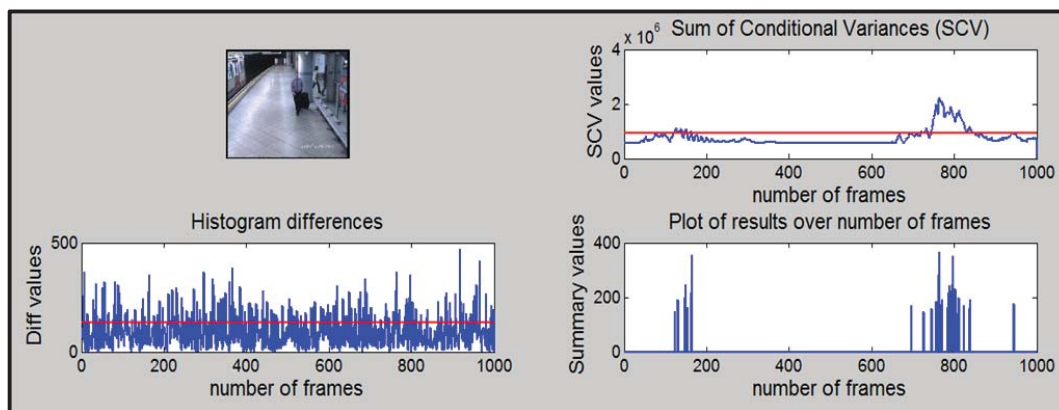 Sum of Conditional Variances (SCV)
x 10^6
4
2
0
SCV values
0 200 400 600 800 1000
number of frames
Histogram differences
500
0
Diff values
0 200 400 600 800 1000
number of frames
Plot of results over number of frames
400
200
0
Summary values
0 200 400 600 800 1000
number of frames